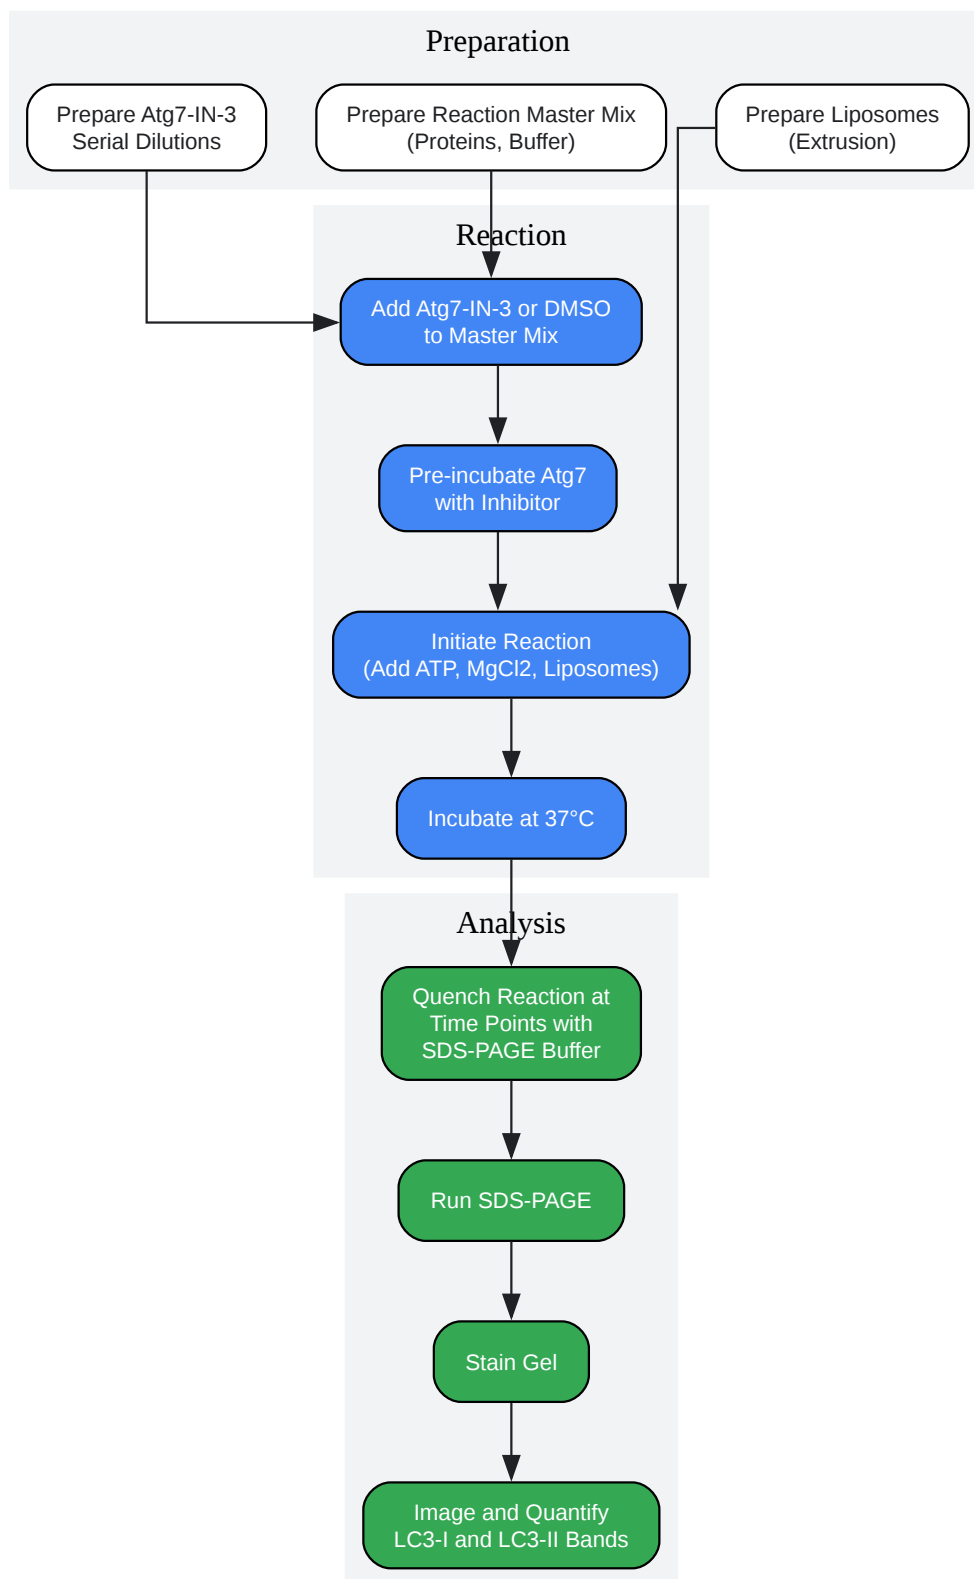 Preparation
Prepare Atg7-IN-3
Serial Dilutions
Prepare Reaction Master Mix
(Proteins, Buffer)
Prepare Liposomes
(Extrusion)
Reaction
Add Atg7-IN-3 or DMSO
to Master Mix
Pre-incubate Atg7
with Inhibitor
Initiate Reaction
(Add ATP, MgCl2, Liposomes)
Incubate at 37°C
Analysis
Quench Reaction at
Time Points with
SDS-PAGE Buffer
Run SDS-PAGE
Stain Gel
Image and Quantify
LC3-I and LC3-II Bands